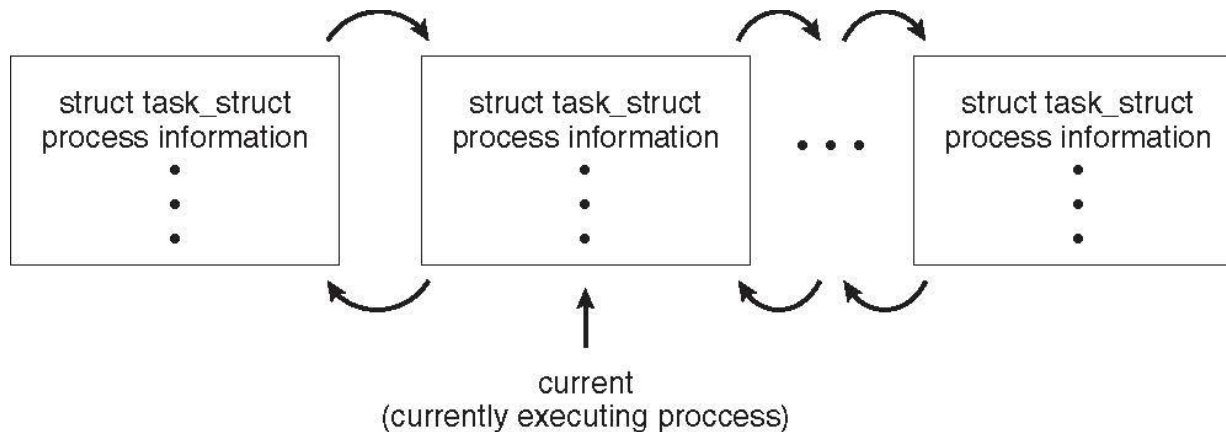 struct task_struct
process information
struct task_struct
process information
struct task_struct
process information
current
(currently executing proccess)